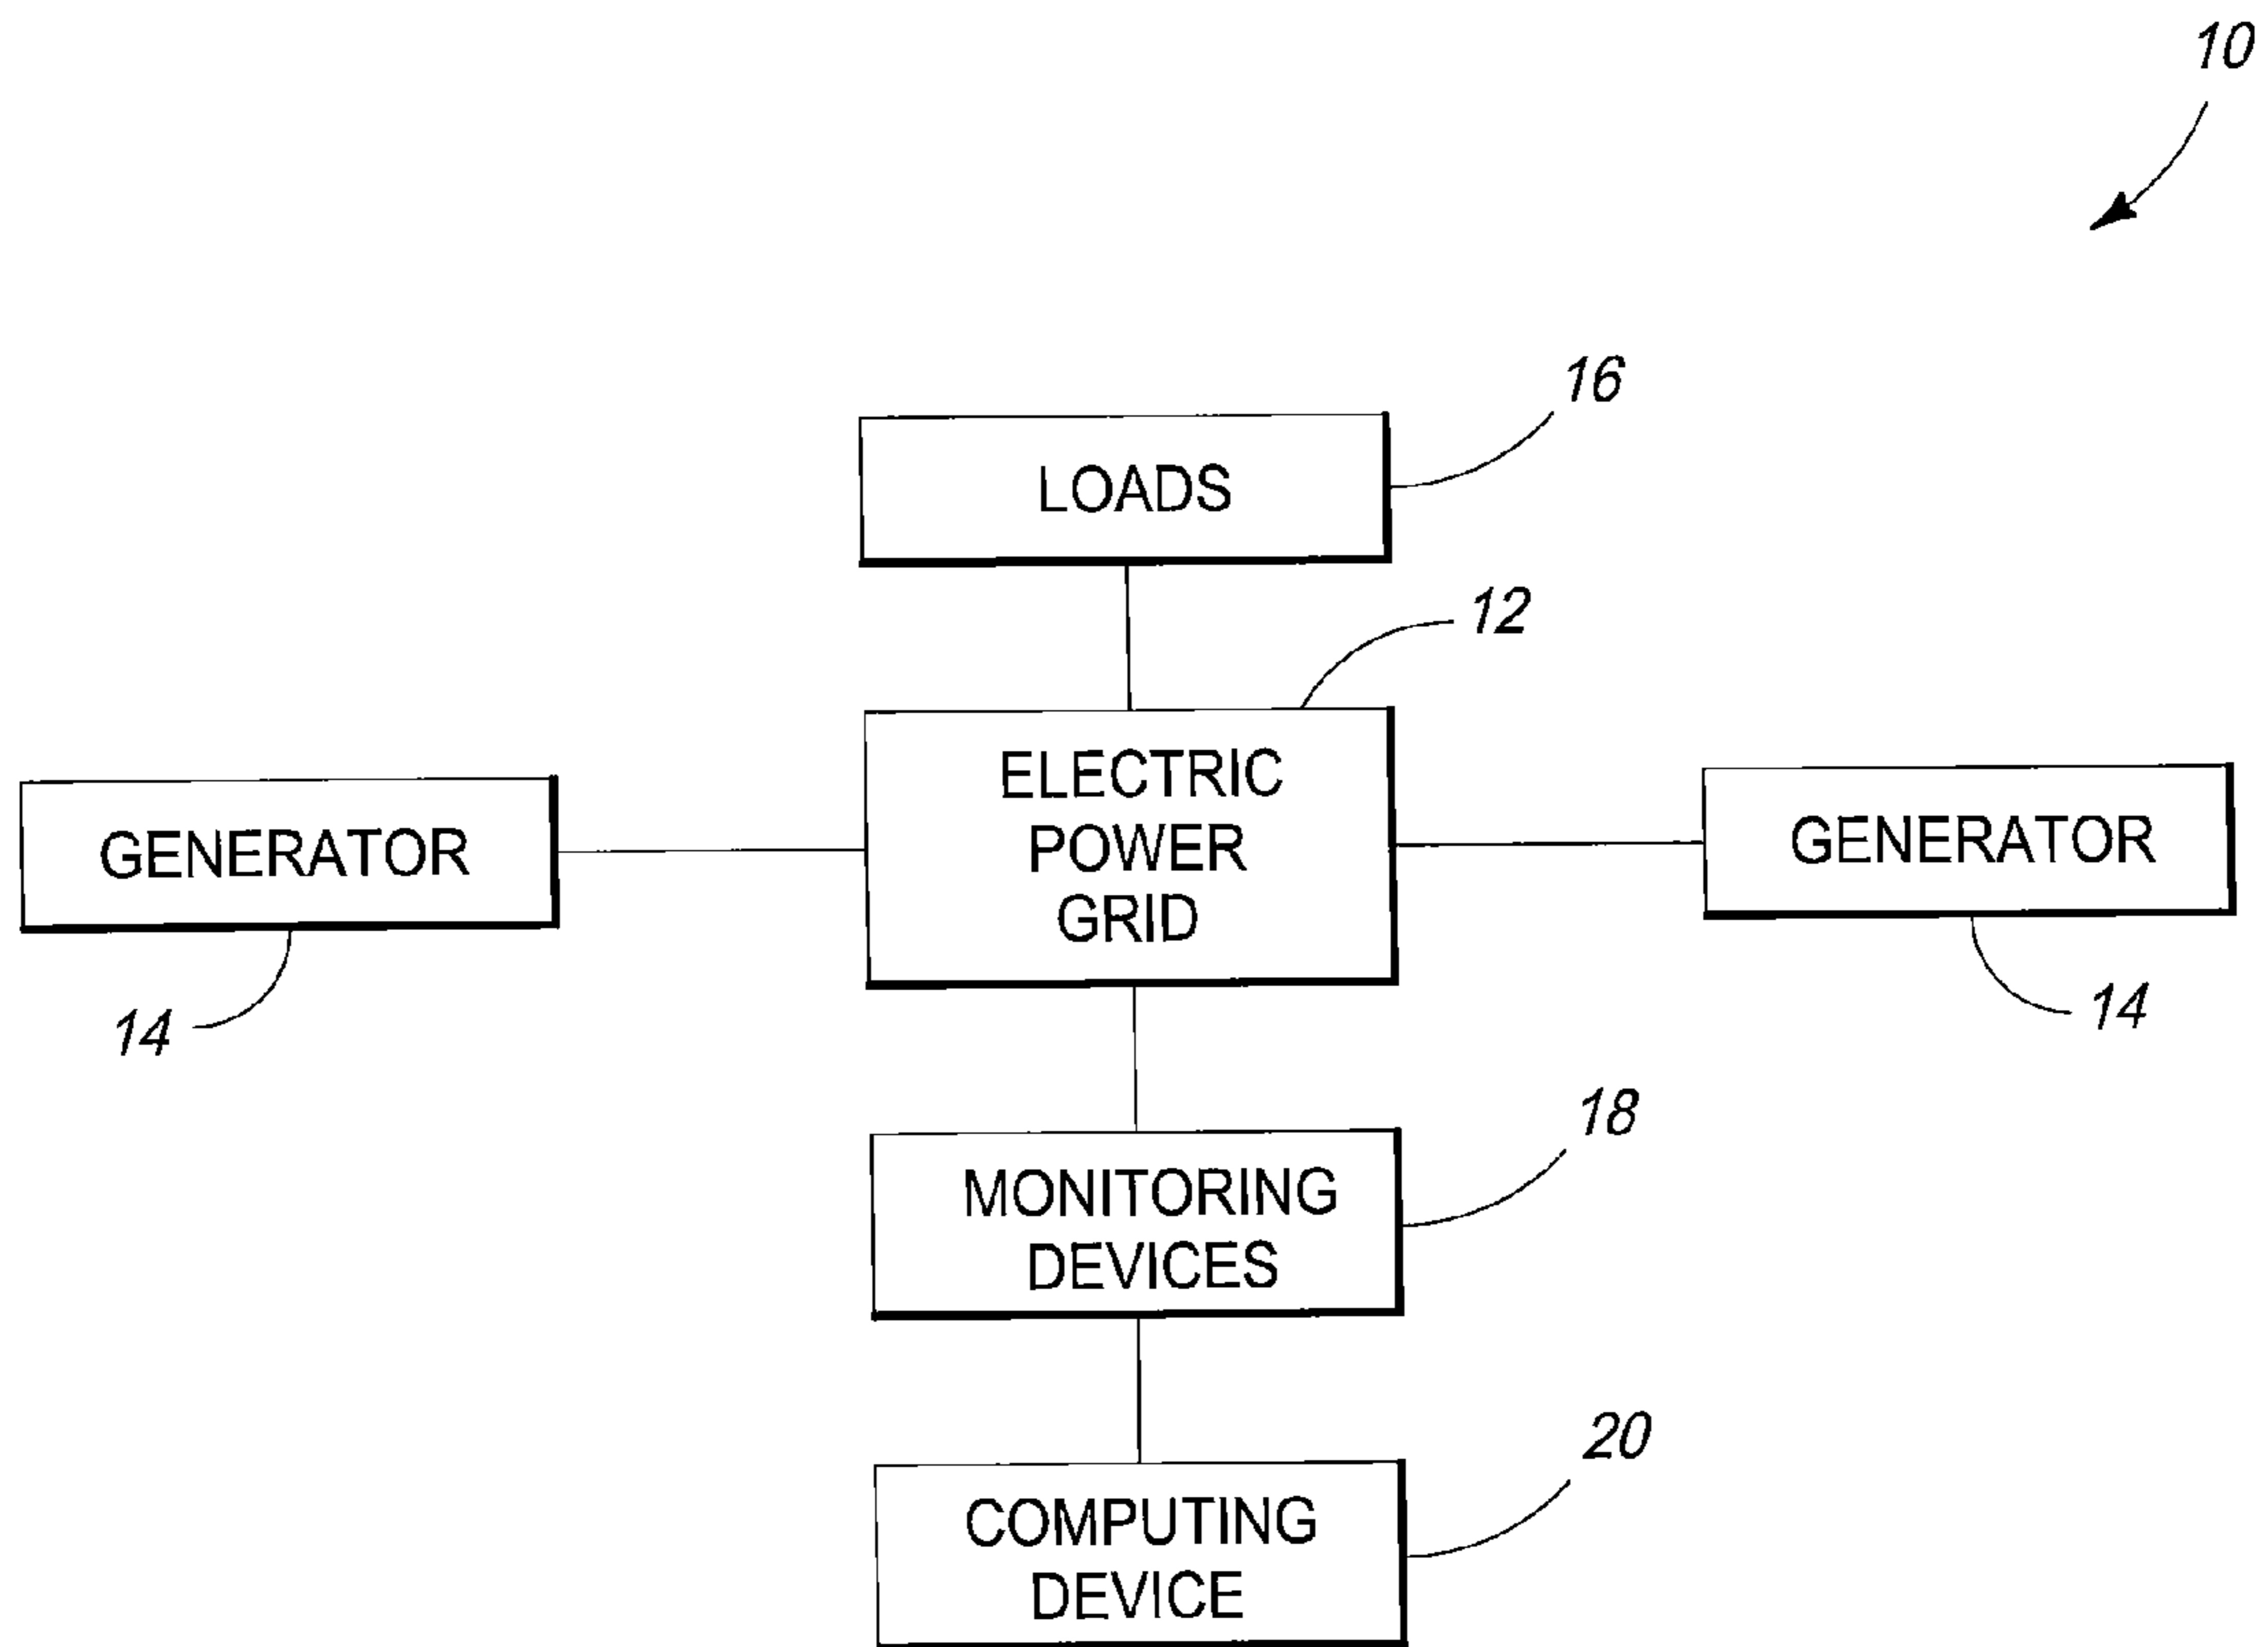 10
16
LOADS
12
ELECTRIC
POWER
GRID
GENERATOR
GENERATOR
14
14
18
MONITORING
DEVICES
20
COMPUTING
DEVICE